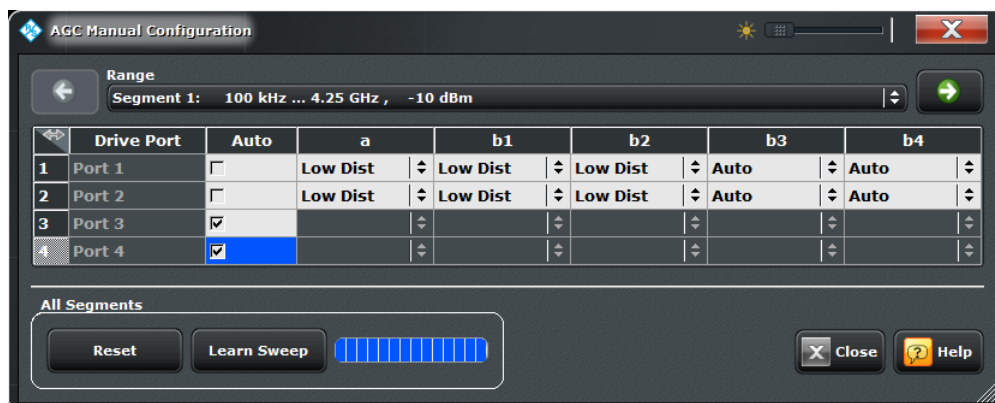 AGC Manual Configuration
Range
Segment 1: 100 kHz ... 4.25 GHz , -10 dBm
Drive Port Auto a b1 b2 b3 b4
1 Port 1 Low Dist Low Dist Low Dist Auto Auto
2 Port 2 Low Dist Low Dist Low Dist Auto Auto
3 Port 3
4 Port 4
All Segments
Reset Learn Sweep X Close ? Help